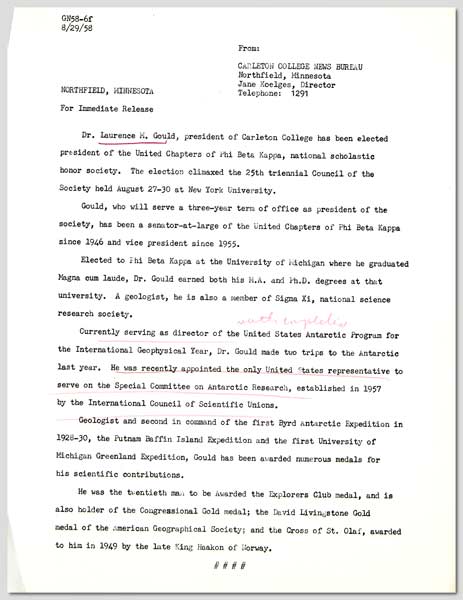 GN58-6f
8/29/58
From:
CARLETON COLLEGE NEWS BUREAU
Northfield, Minnesota
Jane Koelges, Director
Telephone: 1291
NORTHFIELD, MINNESOTA
For Immediate Release
Dr. Laurence M. Gould, president of Carleton College has been elected
president of the United Chapters of Phi Beta Kappa, national scholastic
honor society. The election climaxed the 25th triennial Council of the
Society held August 27-30 at New York University.
Gould, who will serve a three-year term of office as president of the
society, has been a senator-at-large of the United Chapters of Phi Beta Kappa
since 1946 and vice president since 1955.
Elected to Phi Beta Kappa at the University of Michigan where he graduated
Magna cum laude, Dr. Gould earned both his M.A. and Ph.D. degrees at that
university. A geologist, he is also a member of Sigma Xi, national science
research society.
Currently serving as director of the United States Antarctic Program for
the International Geophysical Year, Dr. Gould made two trips to the Antarctic
last year. He was recently appointed the only United States representative to
serve on the Special Committee on Antarctic Research, established in 1957
by the International Council of Scientific Unions.
Geologist and second in command of the first Byrd Antarctic Expedition in
1928-30, the Putnam Baffin Island Expedition and the first University of
Michigan Greenland Expedition, Gould has been awarded numerous medals for
his scientific contributions.
He was the twentieth man to be awarded the Explorers Club medal, and is
also holder of the Congressional Gold medal; the David Livingstone Gold
medal of the American Geographical Society; and the Cross of St. Olaf, awarded
to him in 1949 by the late King Haakon of Norway.
# # # #